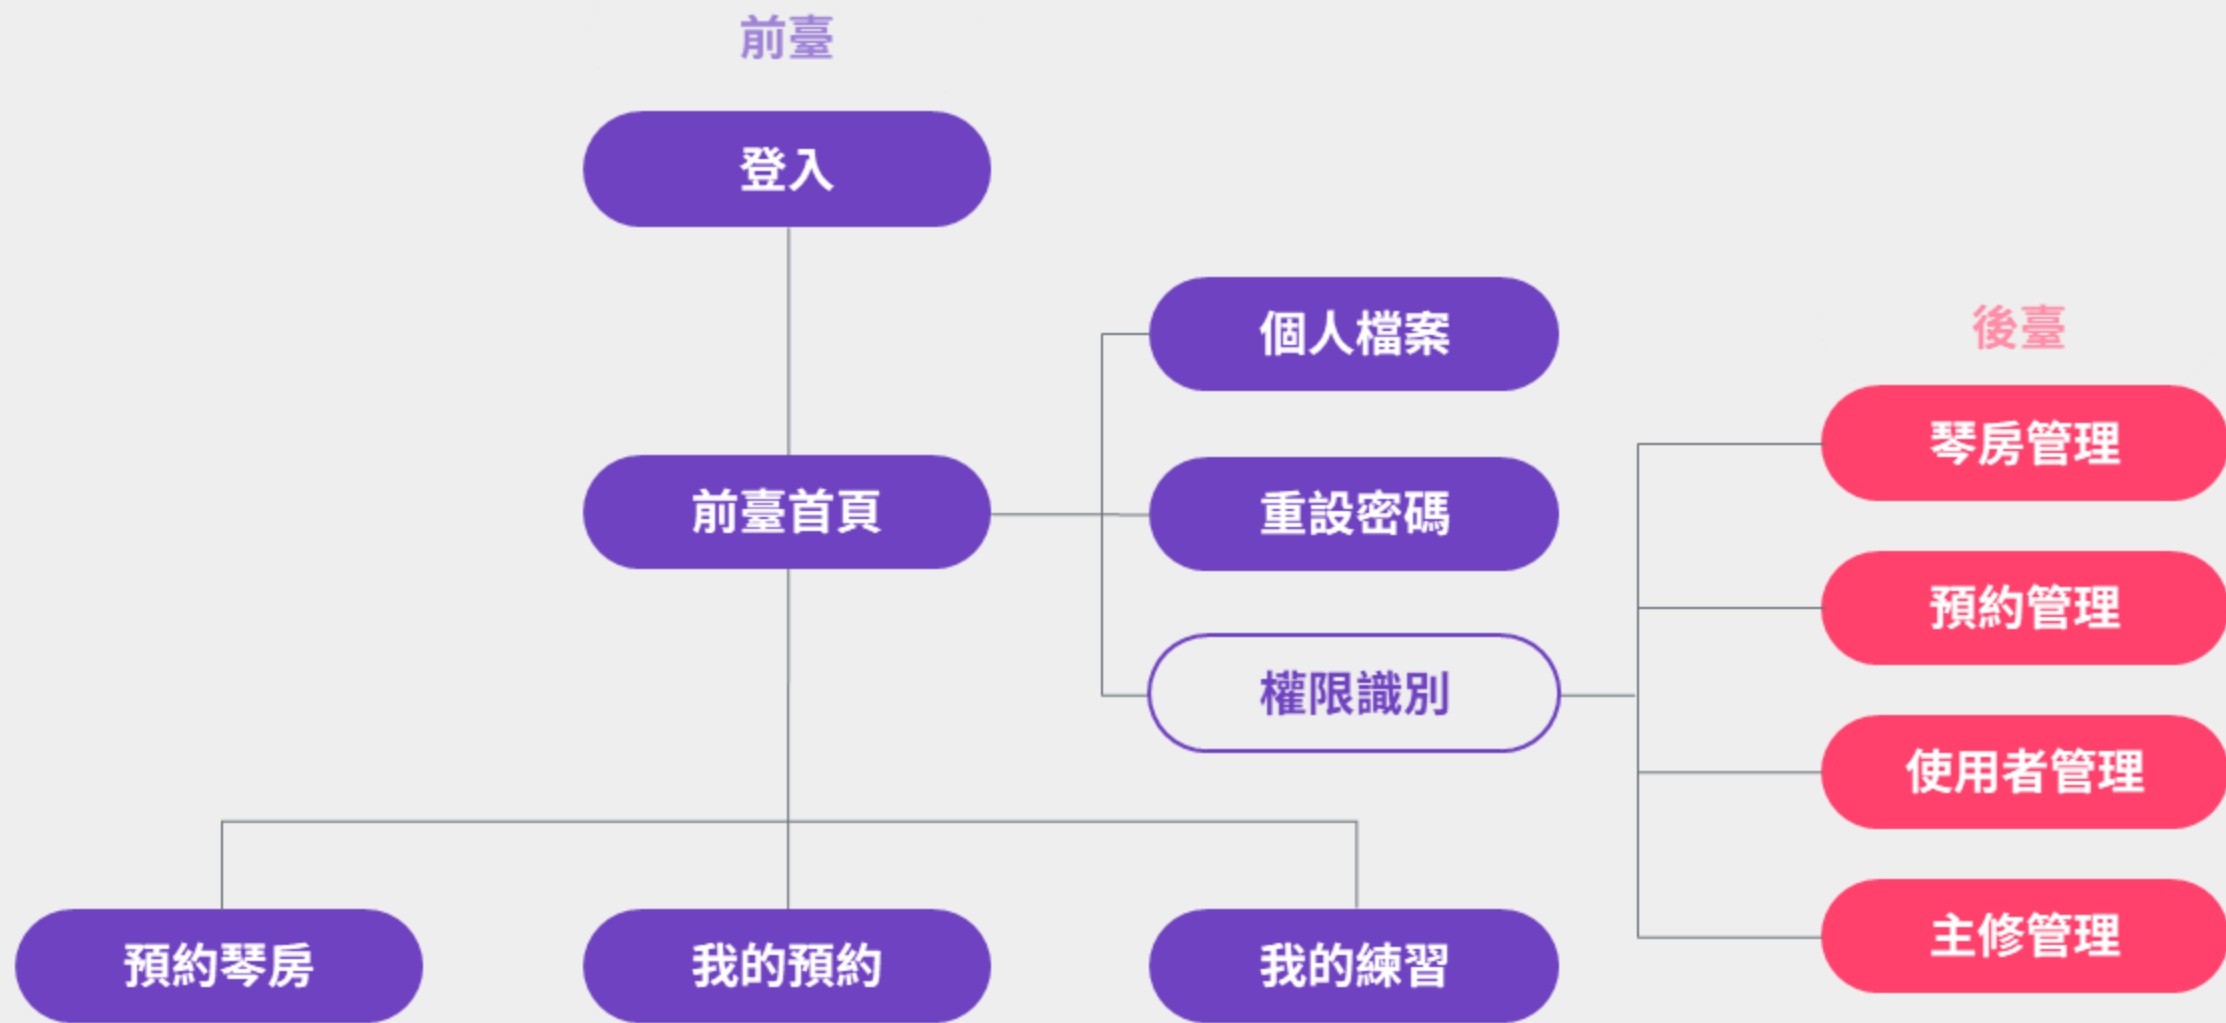 前臺
登入
前臺首頁
個人檔案
重設密碼
權限識別
預約琴房
我的預約
我的練習
後臺
琴房管理
預約管理
使用者管理
主修管理